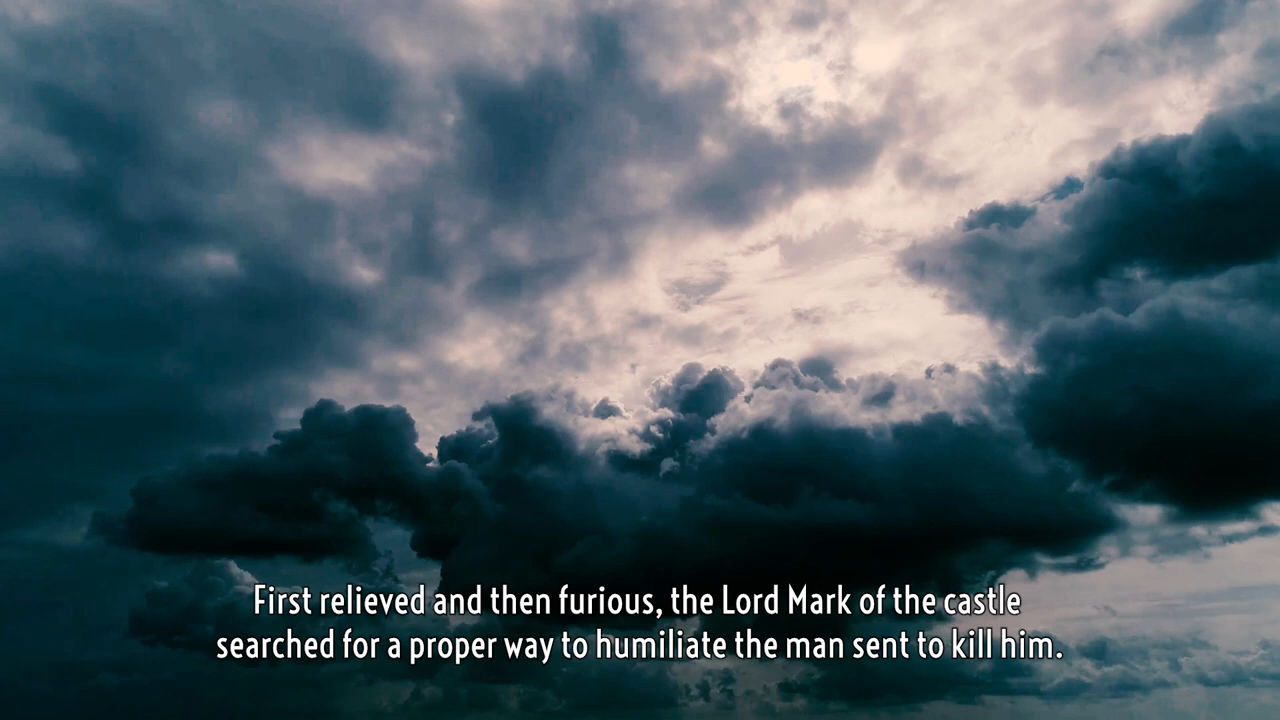 First relieved and then furious, the Lord Mark of the castle
searched for a proper way to humiliate the man sent to kill him.